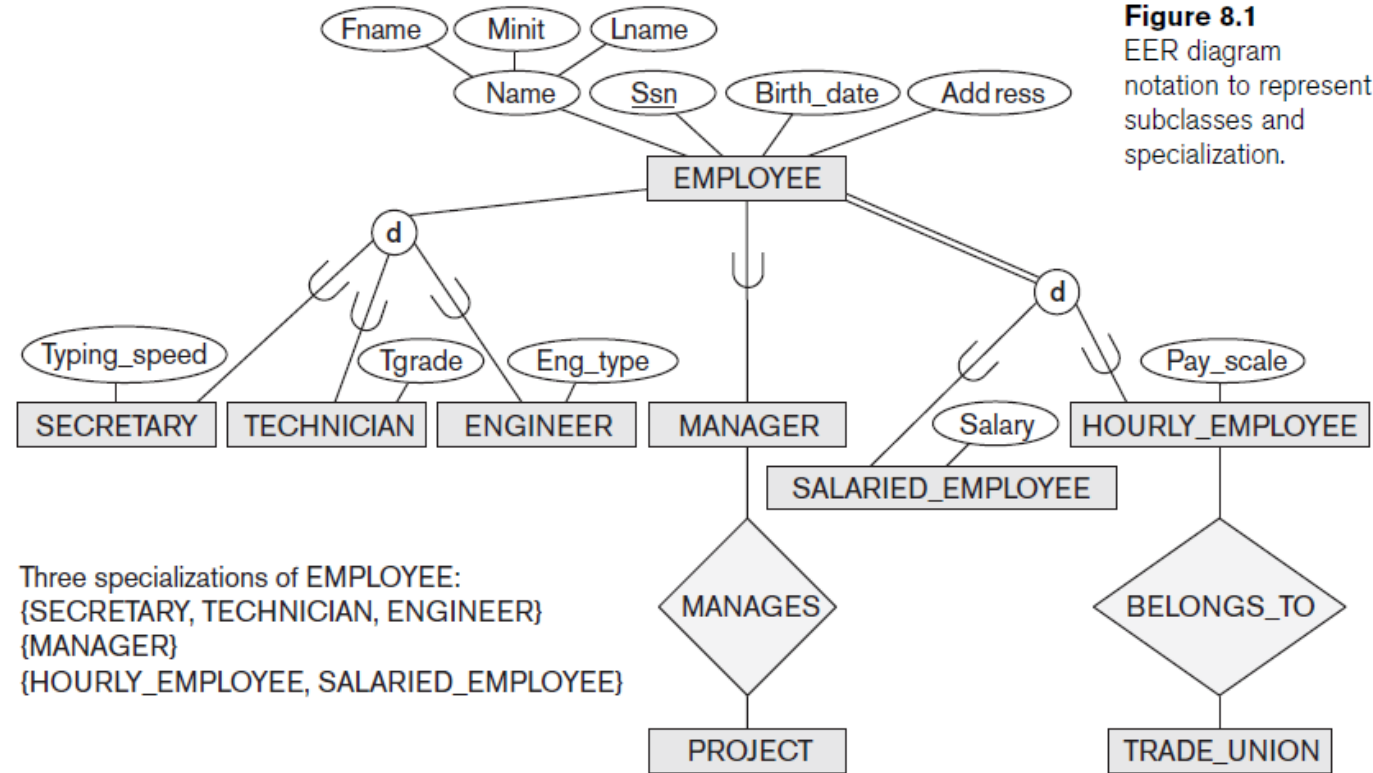 Figure 8.1
EER diagram
notation to represent
subclasses and
specialization.
Fname
Minit
Lname
Name
Ssn
Birth_date
Address
EMPLOYEE
d
d
Typing_speed
Tgrade
Eng_type
Pay_scale
SECRETARY
TECHNICIAN
ENGINEER
MANAGER
Salary
HOURLY_EMPLOYEE
SALARIED_EMPLOYEE
Three specializations of EMPLOYEE:
{SECRETARY, TECHNICIAN, ENGINEER}
{MANAGER}
{HOURLY_EMPLOYEE, SALARIED_EMPLOYEE}
MANAGES
BELONGS_TO
PROJECT
TRADE_UNION